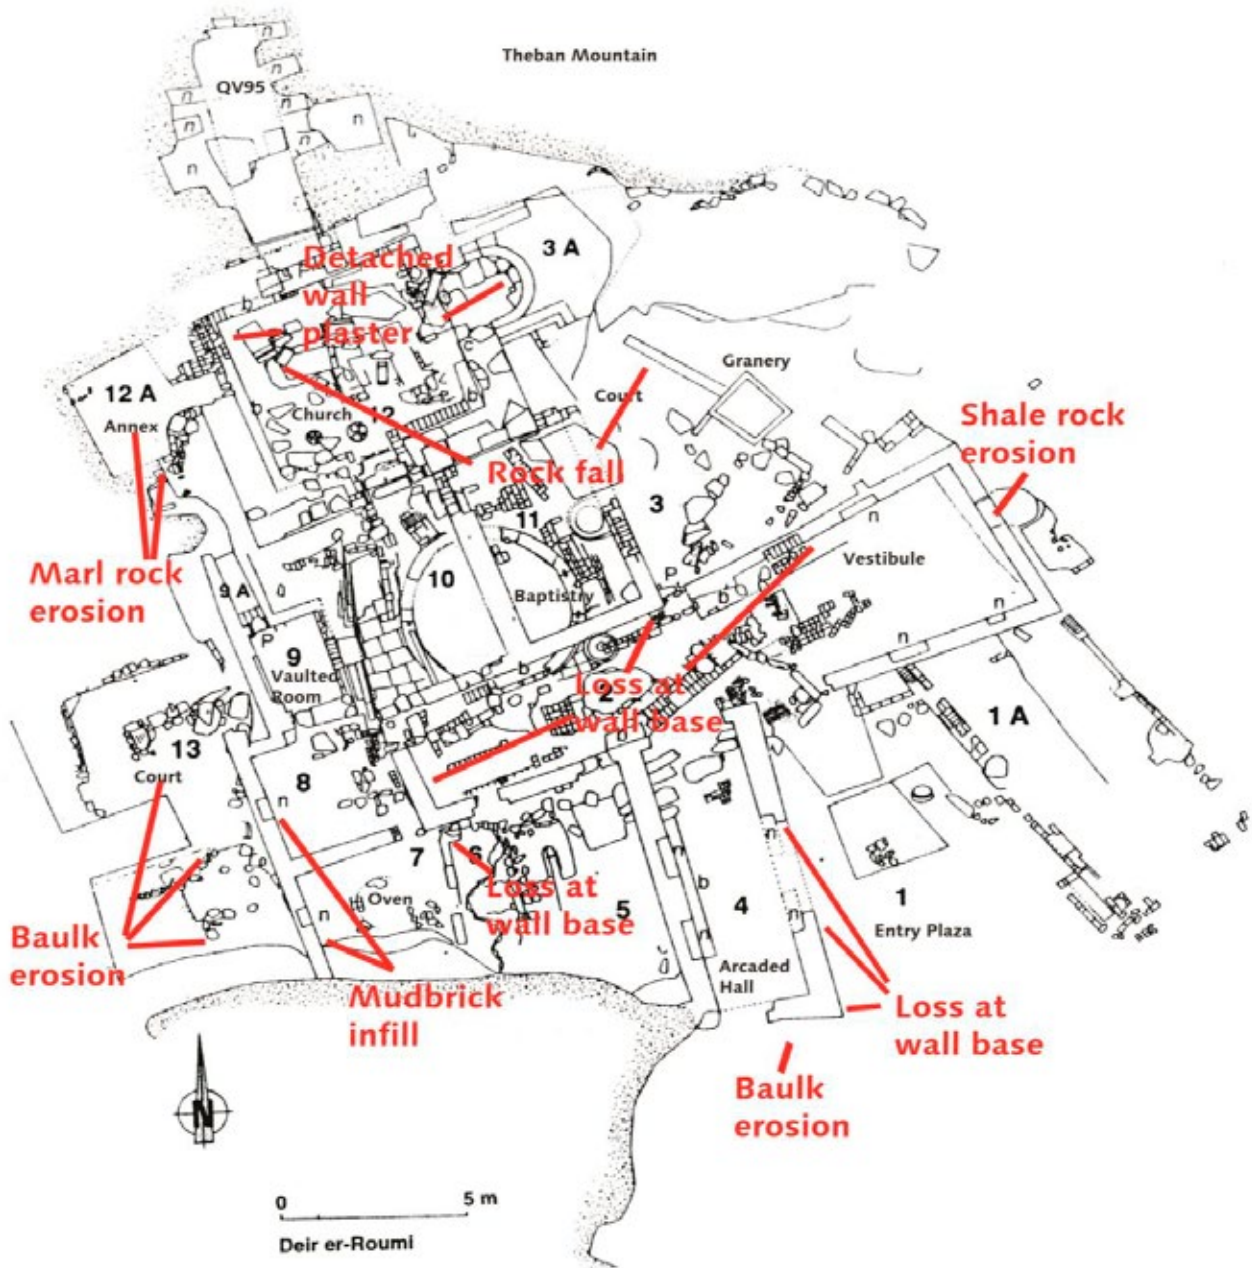 Theban Mountain
n
QV95
n
n
n
n
n
n
3 A
Detached
wall
plaster
b
Granery
c
12 A
Court
Annex
Church
12
b
b
Shale rock
erosion
Rock fall
11
3
n
Vestibule
Marl rock
erosion
10
9 A
Baptistry
P
b
n
P
n
9
Vaulted
Room
b
Loss at
wall base
2
1 A
13
Court
8
n
7
6
n
Loss at
wall base
Oven
n
n
b
5
4
n
1
Entry Plaza
Baulk
erosion
Arcaded
Hall
Mudbrick
infill
Loss at
wall base
Baulk
erosion
N
0 5 m
Deir er-Roumi